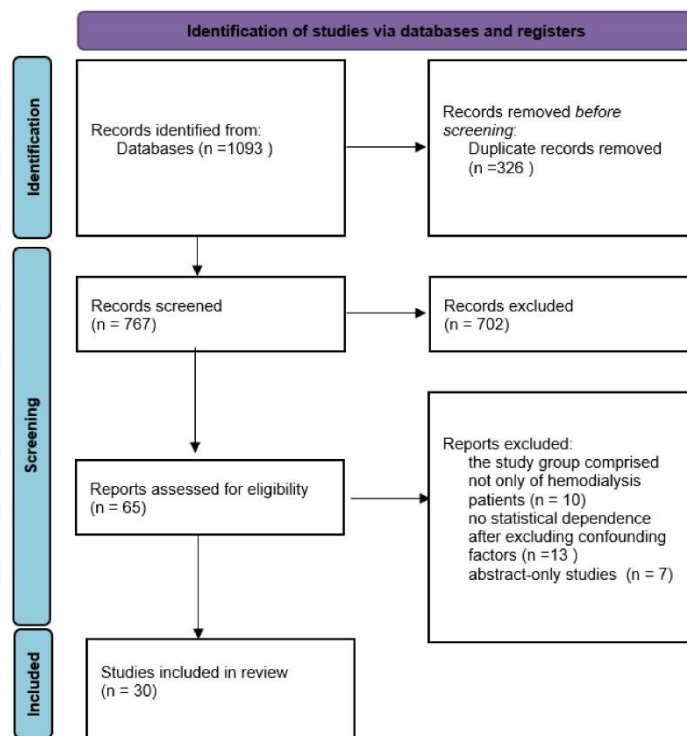 Identification of studies via databases and registers
Identification
Records identified from:
Databases (n =1093 )
Records removed before
screening:
Duplicate records removed
(n =326 )
Screening
Records screened
(n = 767)
Records excluded
(n = 702)
Reports assessed for eligibility
(n = 65)
Reports excluded:
the study group comprised
not only of hemodialysis
patients (n = 10)
no statistical dependence
after excluding confounding
factors (n =13 )
abstract-only studies (n = 7)
Included
Studies included in review
(n = 30)